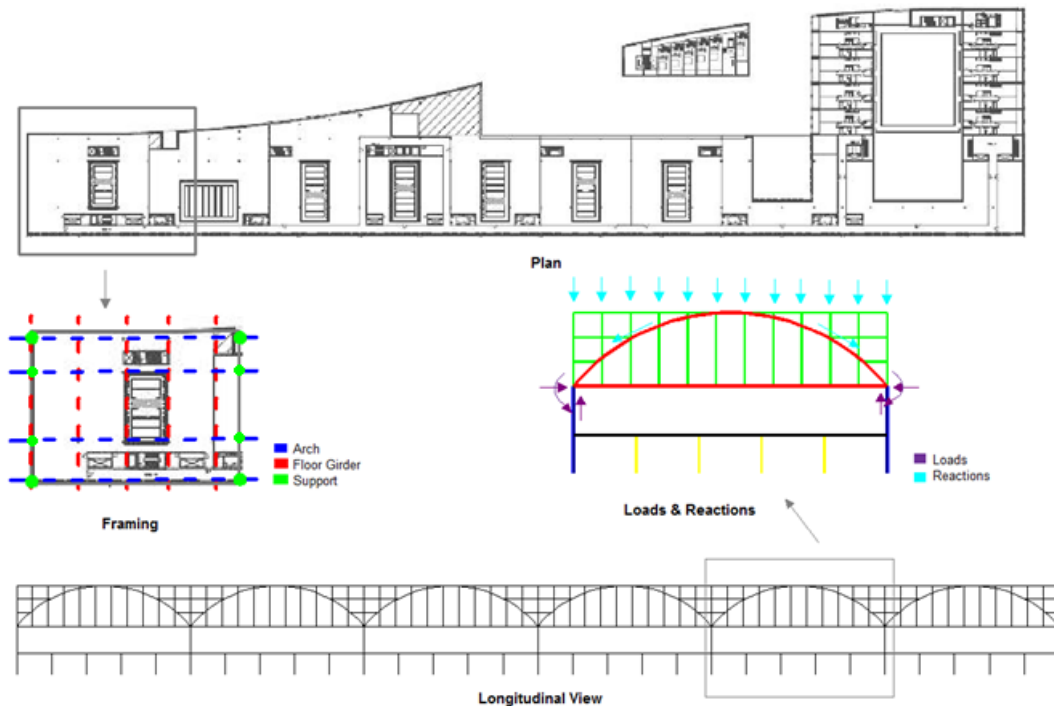 Plan
Arch
Floor Girder
Support
Framing
Loads
Reactions
Loads & Reactions
Longitudinal View